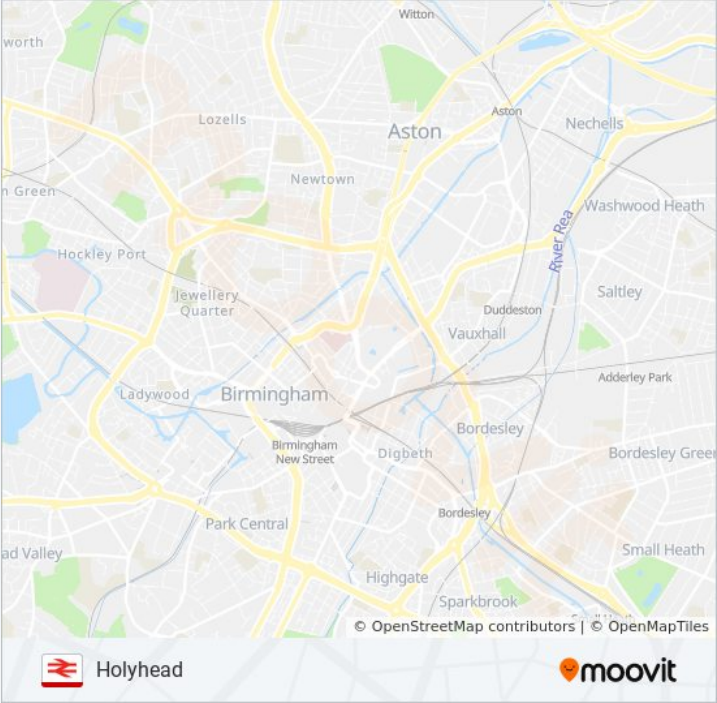 Witton
worth
Lozells
Aston
Aston
Nechells
Newtown
n Green
Washwood Heath
River Rea
Hockley Port
Jewellery
Quarter
Saltley
Duddeston
Vauxhall
Adderley Park
Ladywood
Birmingham
Bordesley
Birmingham
New Street
Digbeth
Bordesley Green
Bordesley
Park Central
ad Valley
Small Heath
Highgate
Sparkbrook
© OpenStreetMap contributors | © OpenMapTiles
Holyhead
moovit